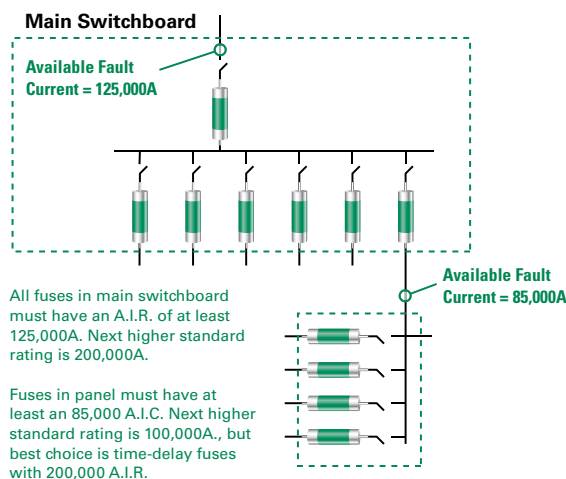 Main Switchboard
Available Fault
Current = 125,000A
Available Fault
Current = 85,000A
All fuses in main switchboard
must have an A.I.R. of at least
125,000A. Next higher standard
rating is 200,000A.
Fuses in panel must have at
least an 85,000 A.I.C. Next higher
standard rating is 100,000A., but
best choice is time-delay fuses
with 200,000 A.I.R.